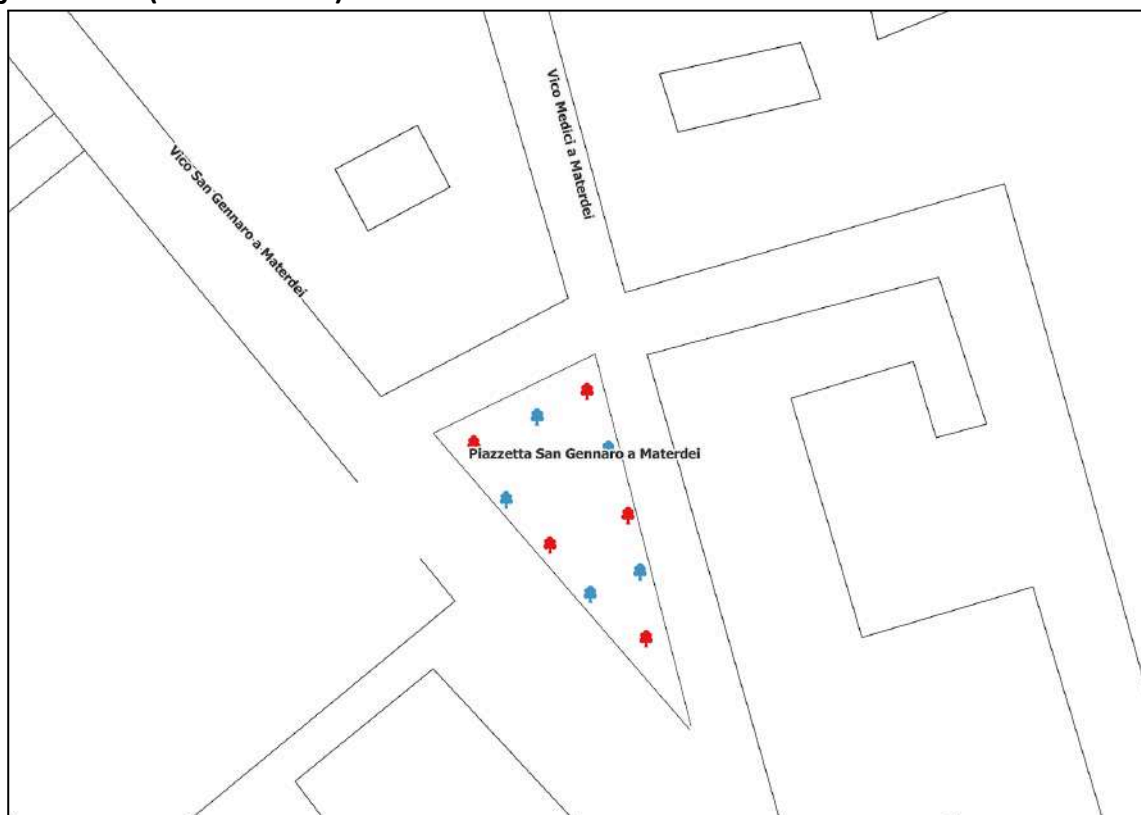 Vico San Gennaro a Materdei
Vico Medici a Materdei
Piazzetta San Gennaro a Materdei